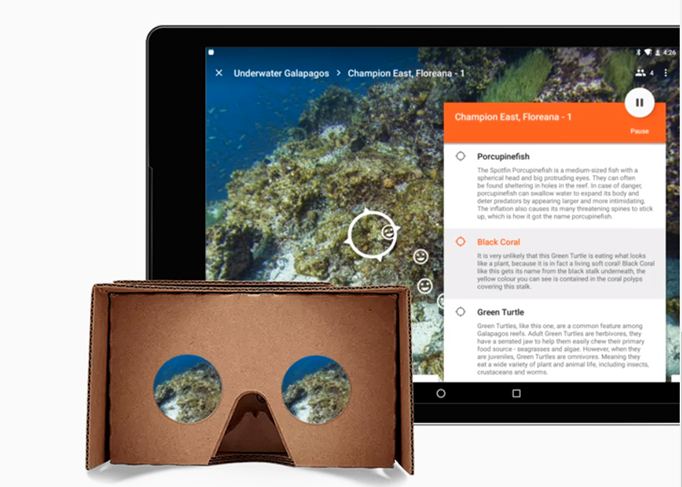 4:26
Underwater Galapagos > Champion East, Floreana - 1
4
Champion East, Floreana - 1
Pause
Porcupinefish
The Spotfin Porcupinefish is a medium-sized fish with a
spherical head and big protruding eyes. They can often
be found sheltering in holes in the reef. In case of danger,
porcupinefish can swallow water to expand its body and
deter predators by appearing larger and more intimidating.
The inflation also causes its many threatening spines to stick
up, which is how it got the name porcupinefish.
Black Coral
It is very unlikely that this Green Turtle is eating what looks
like a plant, because it is in fact a living soft coral! Black Coral
like this gets its name from the black stalk underneath, the
yellow colour you can see is contained in the coral polyps
covering this stalk.
Green Turtle
Green Turtles, like this one, are a common feature among
Galapagos reefs. Adult Green Turtles are herbivores, they
have a serrated jaw to help them easily chew their primary
food source - seagrasses and algae. However, when they
are juveniles, Green Turtles are omnivores. Meaning they
eat a wide variety of plant and animal life, including insects,
crustaceans and worms.